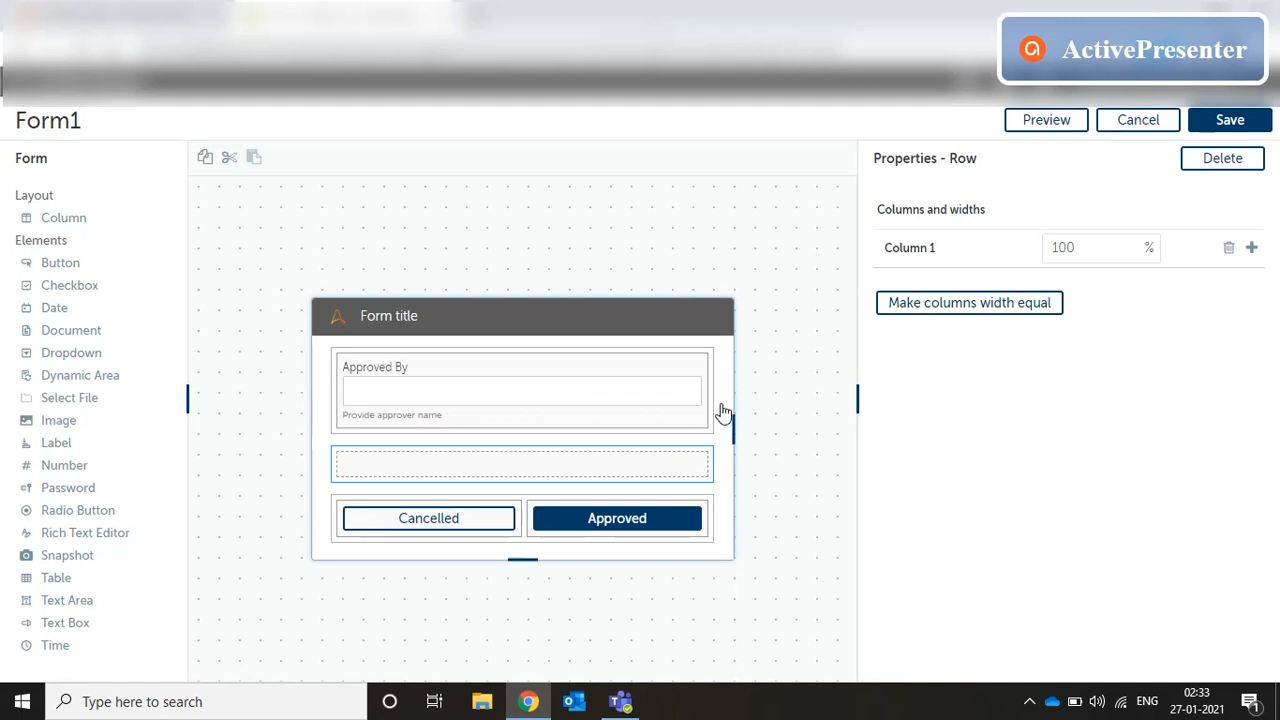 ActivePresenter
Form1
Preview
Cancel
Save
Form
Properties - Row
Delete
Layout
Column
Elements
Button
Checkbox
Date
Document
Dropdown
Dynamic Area
Select File
Image
Label
Number
Password
Radio Button
Rich Text Editor
Snapshot
Table
Text Area
Text Box
Time
Form title
Approved By
Provide approver name
Cancelled
Approved
Columns and widths
Column 1
100
%
Make columns width equal
Type here to search
ENG
02:33
27-01-2021
1